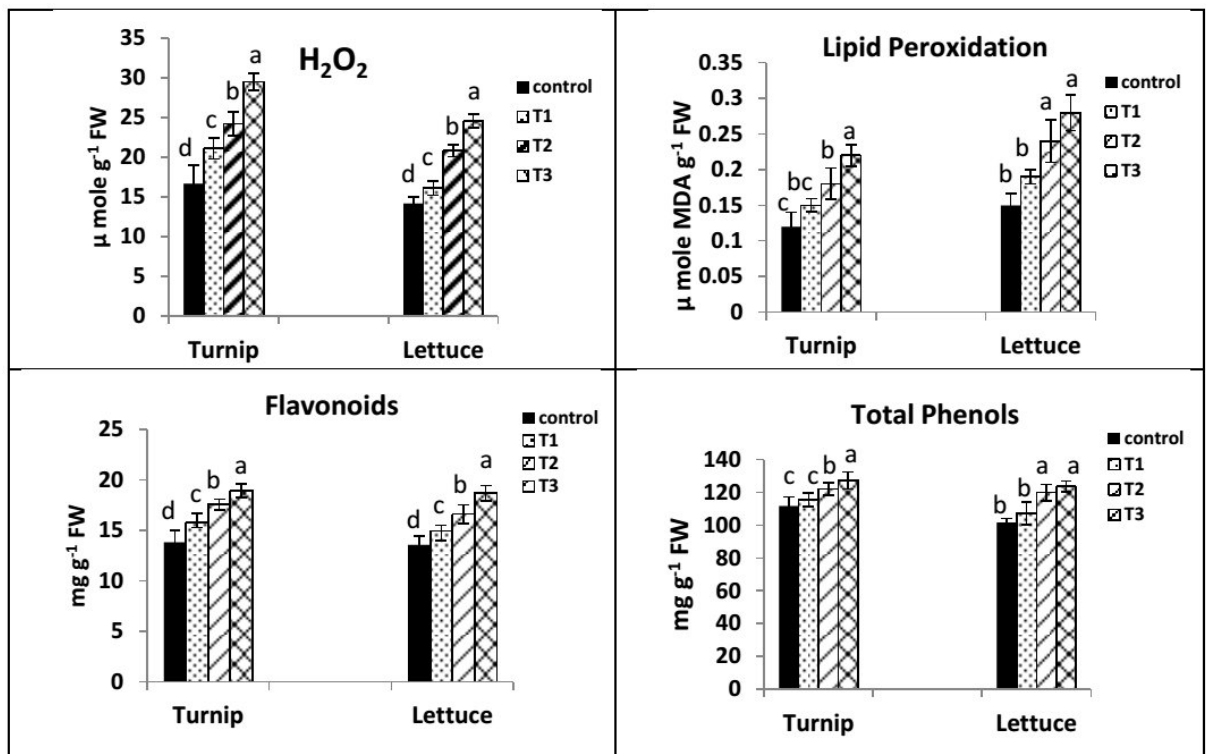 H₂O₂
μ mole g⁻¹ FW
35
30
25
20
15
10
5
0
d c b a
d c b a
Turnip Lettuce
control
T1
T2
T3
Lipid Peroxidation
μ mole MDA g⁻¹ FW
0.35
0.3
0.25
0.2
0.15
0.1
0.05
0
c bc b a
b b a a
Turnip Lettuce
control
T1
T2
T3
Flavonoids
mg g⁻¹ FW
25
20
15
10
5
0
d c b a
d c b a
Turnip Lettuce
control
T1
T2
T3
Total Phenols
mg g⁻¹ FW
140
120
100
80
60
40
20
0
c c b a
b b a a
Turnip Lettuce
control
T1
T2
T3